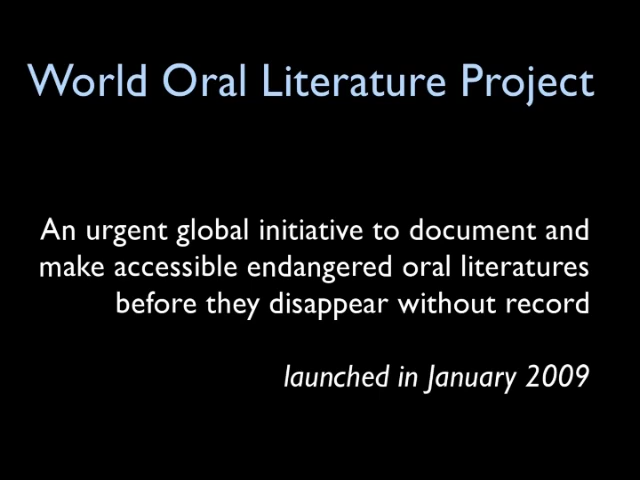 World Oral Literature Project
An urgent global initiative to document and
make accessible endangered oral literatures
before they disappear without record
launched in January 2009